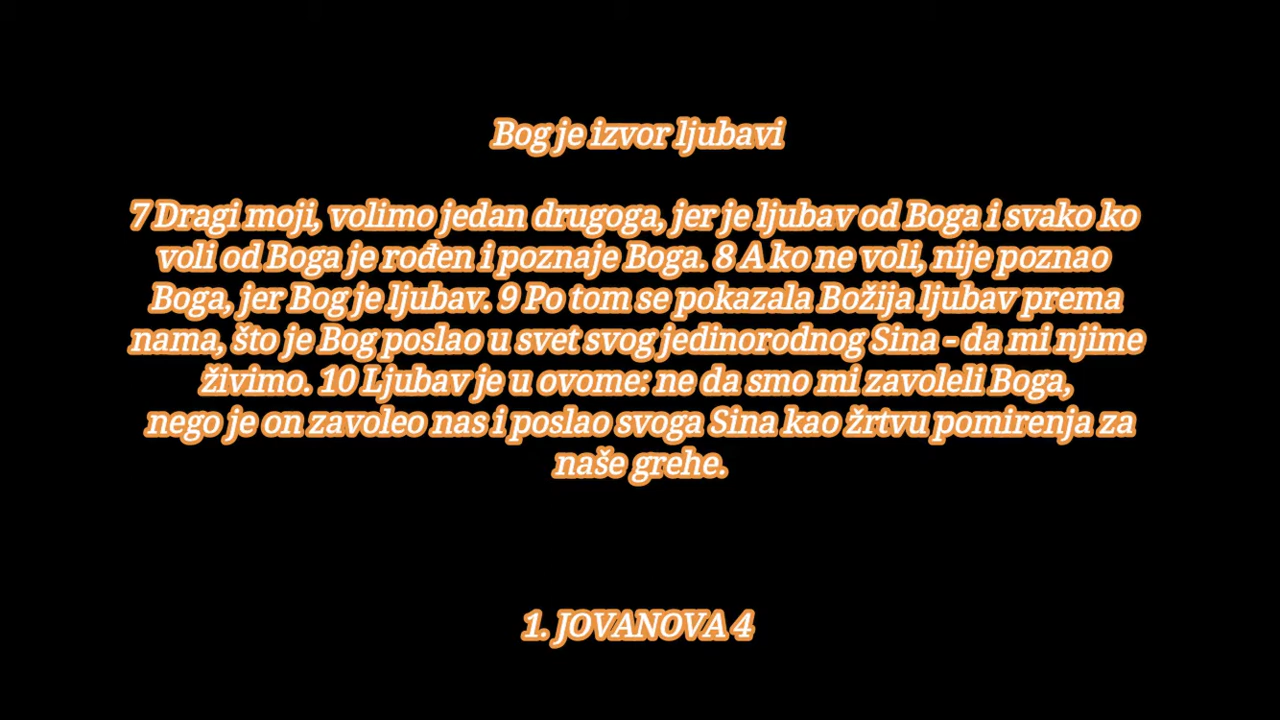 Bog je izvor ljubavi
7 Dragi moji, volimo jedan drugoga, jer je ljubav od Boga i svako ko
voli od Boga je rođen i poznaje Boga. 8 A ko ne voli, nije poznao
Boga, jer Bog je ljubav. 9 Po tom se pokazala Božija ljubav prema
nama, što je Bog poslao u svet svog jedinorodnog Sina - da mi njime
živimo. 10 Ljubav je u ovome: ne da smo mi zavoleli Boga,
nego je on zavoleo nas i poslao svoga Sina kao žrtvu pomirenja za
naše grehe.
1. JOVANOVA 4